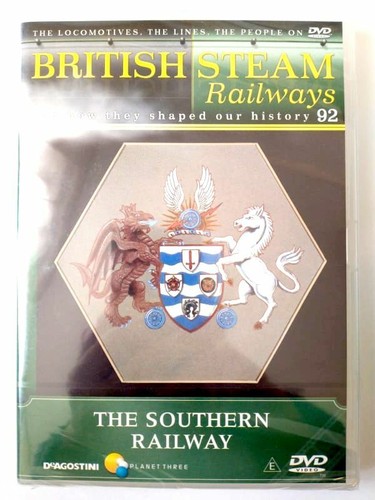 THE LOCOMOTIVES, THE LINES, THE PEOPLE ON DVD
BRITISH STEAM
Railways
they shaped our history 92
THE SOUTHERN
RAILWAY
DEAGOSTINI PLANET THREE E DVD
VIDEO